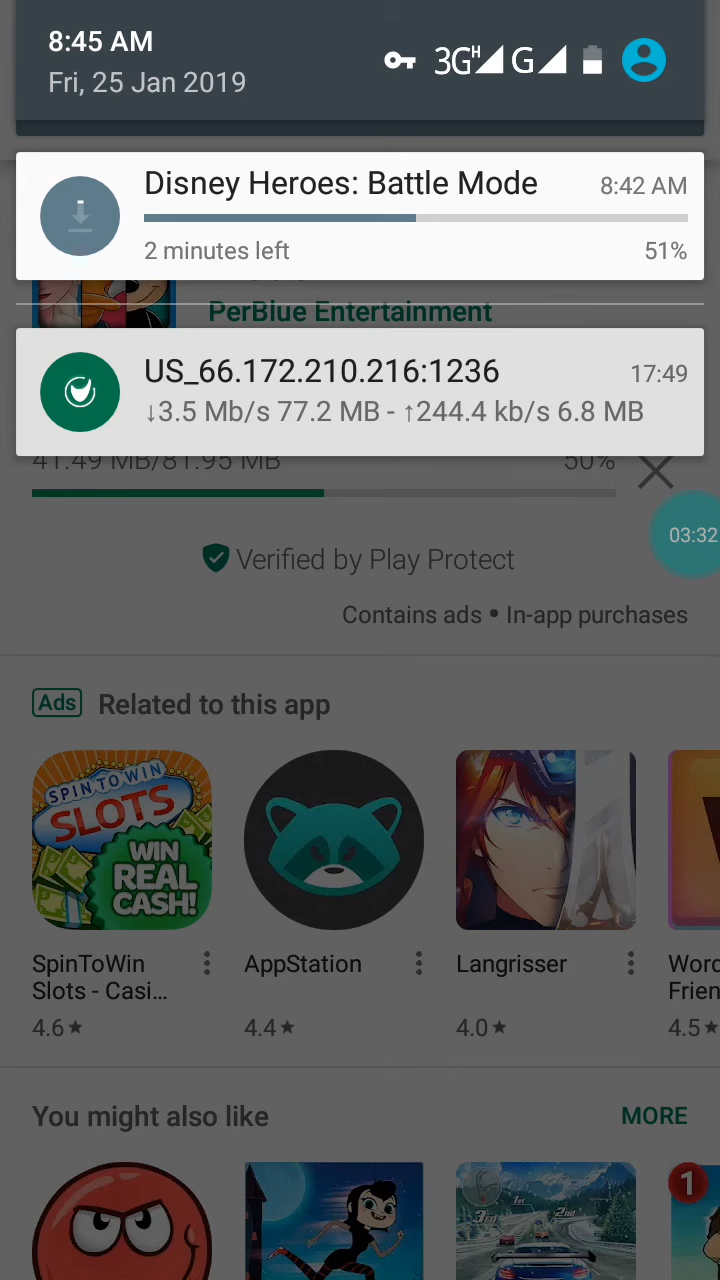 8:45 AM
Fri, 25 Jan 2019
3G H G
Disney Heroes: Battle Mode 8:42 AM
2 minutes left 51%
PerBlue Entertainment
US_66.172.210.216:1236 17:49
↓3.5 Mb/s 77.2 MB - ↑244.4 kb/s 6.8 MB
41.49 MB/81.95 MB 50%
03:32
Verified by Play Protect
Contains ads • In-app purchases
Ads Related to this app
SPIN TO WIN
SLOTS
WIN
REAL
CASH!
SpinToWin
Slots - Casi...
4.6★
AppStation
4.4★
Langrisser
4.0★
Word
Frien
4.5★
You might also like MORE
1st
2nd
3rd
1